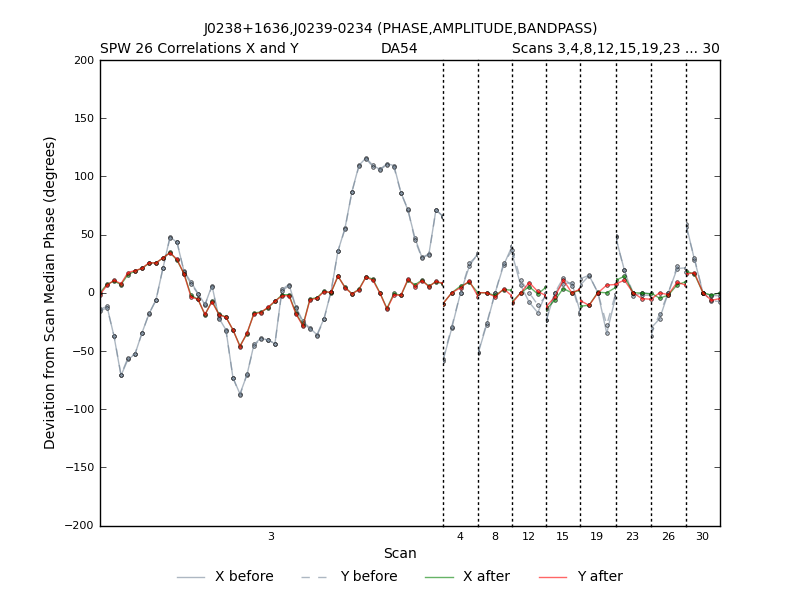 J0238+1636,J0239-0234 (PHASE,AMPLITUDE,BANDPASS)
SPW 26 Correlations X and Y DA54 Scans 3,4,8,12,15,19,23 ... 30
200
150
100
50
0
−50
−100
−150
−200
Deviation from Scan Median Phase (degrees)
3 4 8 12 15 19 23 26 30
Scan
X before Y before X after Y after